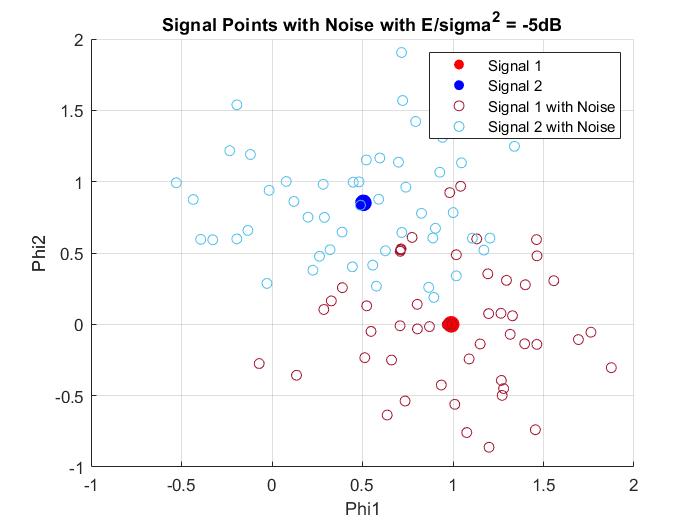 Signal Points with Noise with E/sigma² = -5dB
2
1.5
1
0.5
0
-0.5
-1
Phi2
Signal 1
Signal 2
Signal 1 with Noise
Signal 2 with Noise
-1 -0.5 0 0.5 1 1.5 2
Phi1